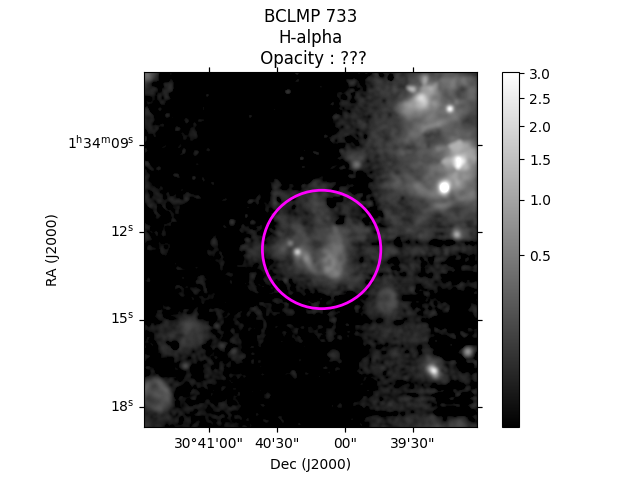 BCLMP 733
H-alpha
Opacity : ???
3.0
2.5
2.0
1.5
1.0
0.5
1h34m09s
12s
15s
18s
RA (J2000)
30°41'00" 40'30" 00" 39'30"
Dec (J2000)